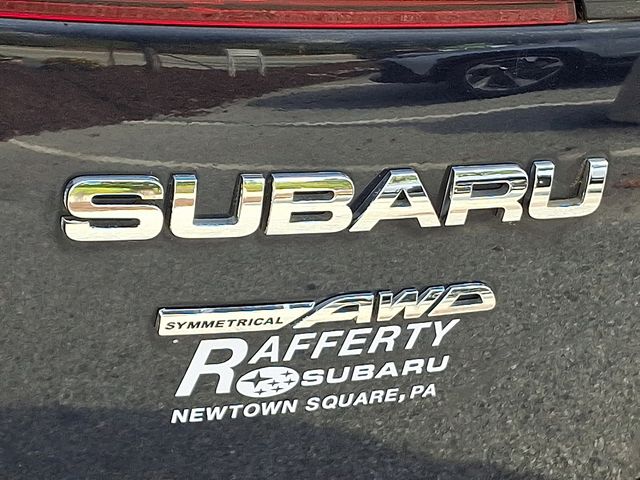 SUBARU
SYMMETRICAL AWD
RAFFERTY
SUBARU
NEWTOWN SQUARE, PA